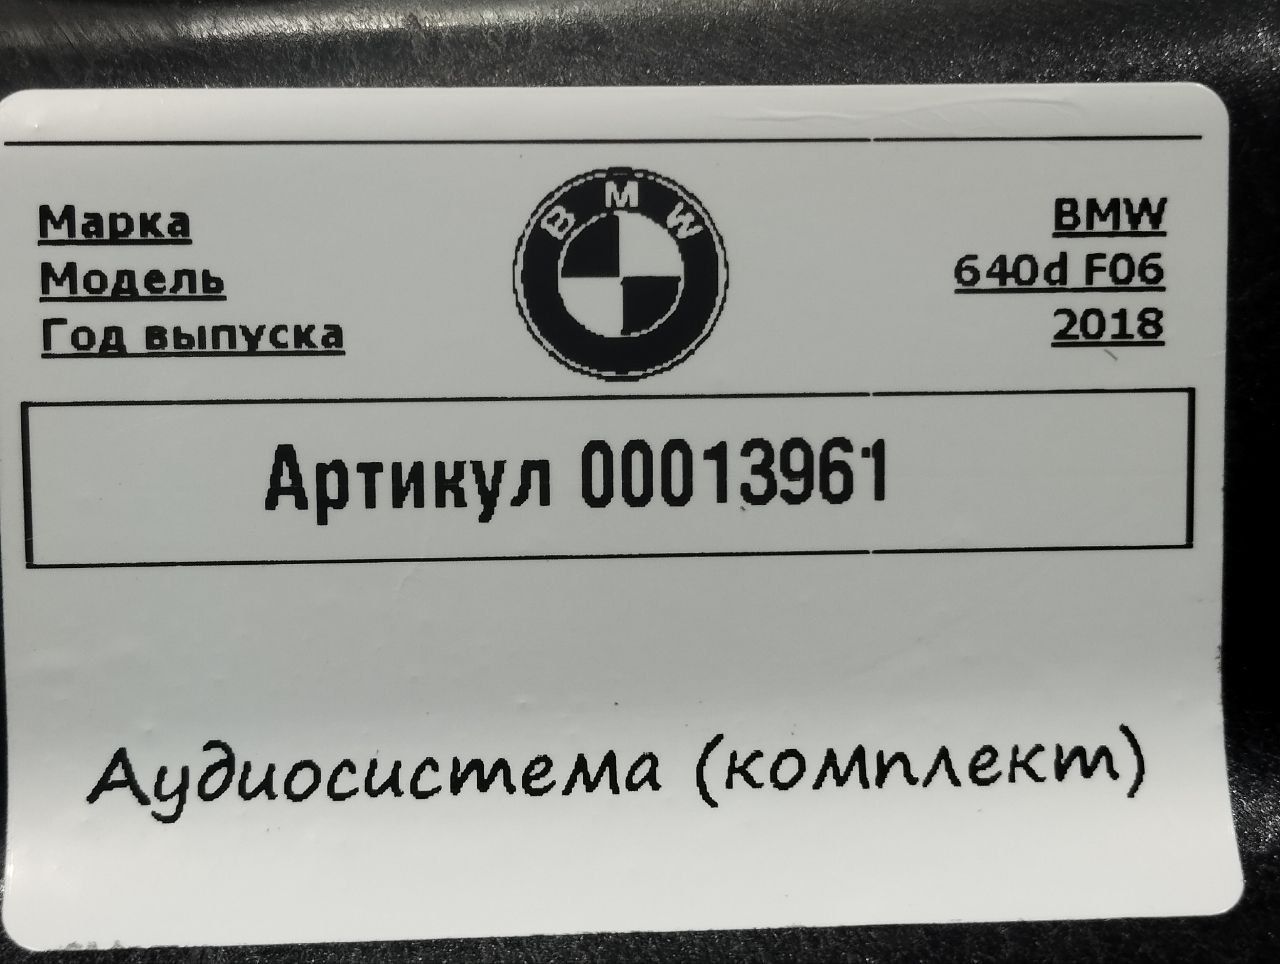 Марка BMW
Модель 640d F06
Год выпуска 2018
BMW
Артикул 00013961
Аудиосистема (комплект)